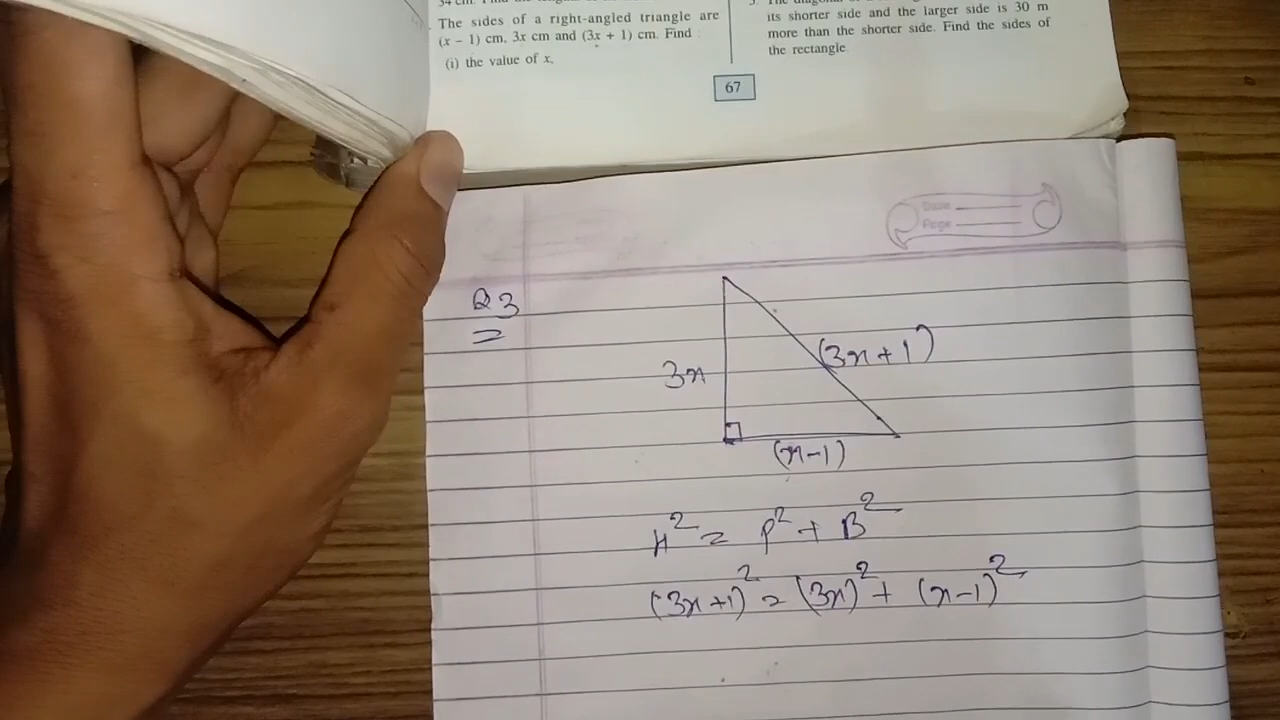 The sides of a right-angled triangle are
(x – 1) cm, 3x cm and (3x + 1) cm. Find :
(i) the value of x,
its shorter side and the larger side is 30 m
more than the shorter side. Find the sides of
the rectangle.
67
Date
Page
Q3
3x
(3x+1)
(x-1)
H² = P² + B²
(3x+1)² = (3x)² + (x-1)²